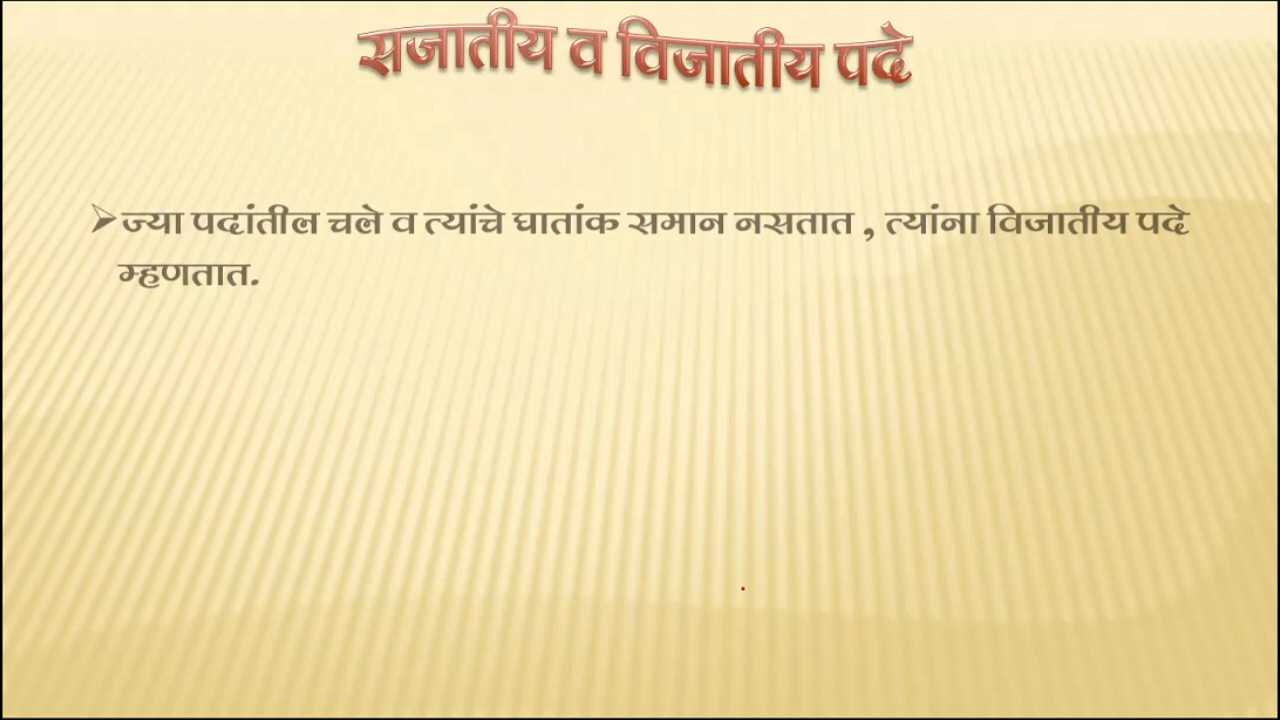 सजातीय व विजातीय पदे
ज्या पदांतील चले व त्यांचे घातांक समान नसतात , त्यांना विजातीय पदे
म्हणतात.